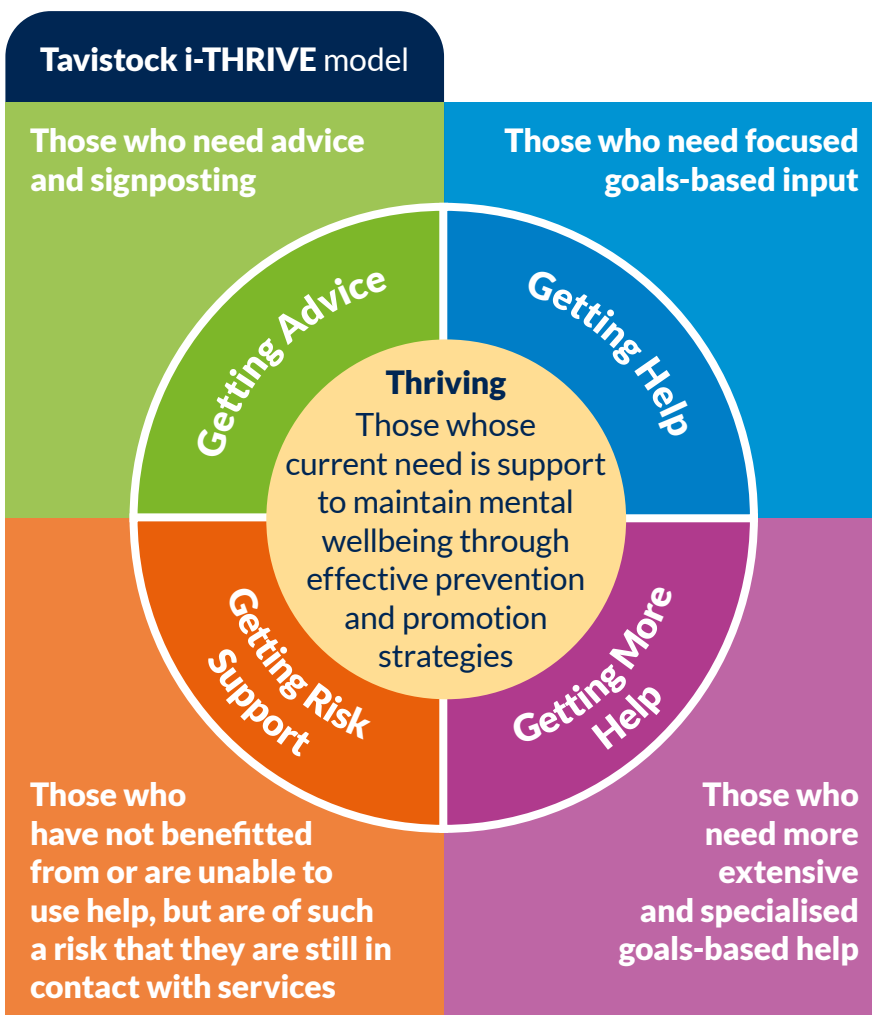 Tavistock i-THRIVE model
Those who need advice
and signposting
Those who need focused
goals-based input
Getting Advice
Getting Help
Thriving
Those whose
current need is support
to maintain mental
wellbeing through
effective prevention
and promotion
strategies
Getting Risk
Support
Getting More
Help
Those who
have not benefitted
from or are unable to
use help, but are of such
a risk that they are still in
contact with services
Those who
need more
extensive
and specialised
goals-based help